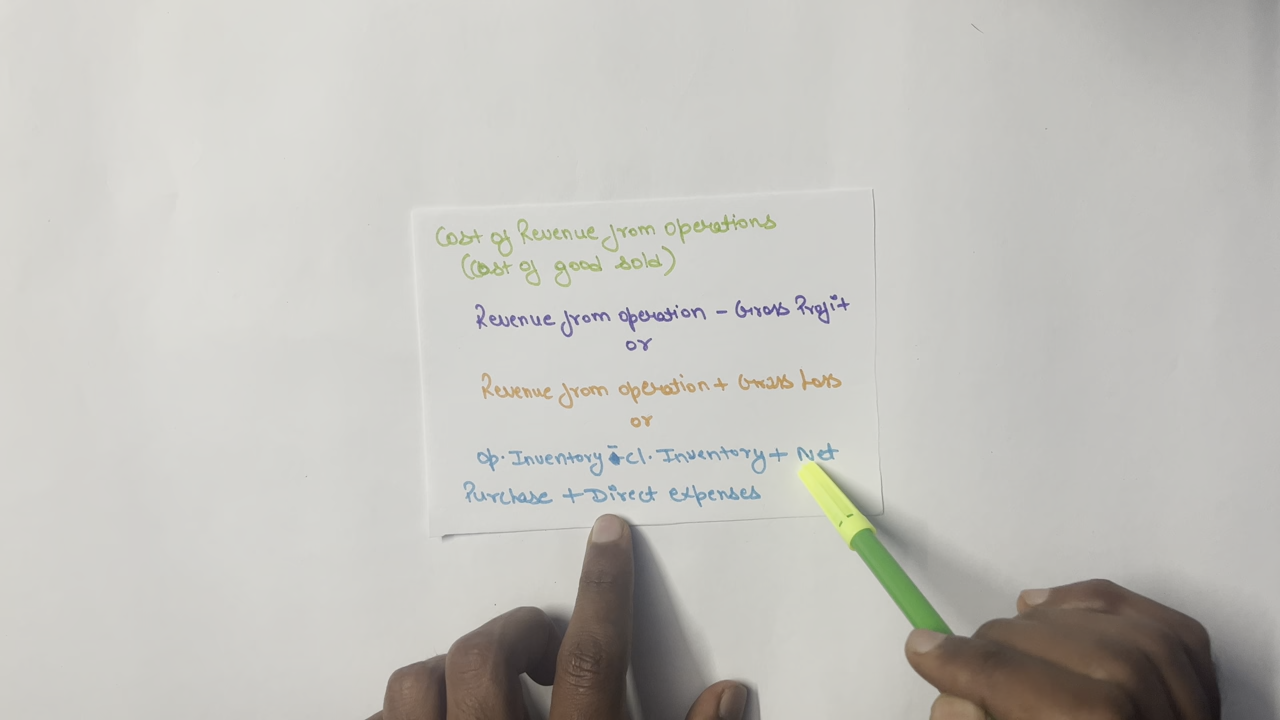 Cost of Revenue from operations
(Cost of good sold)
Revenue from operation - Gross Profit
or
Revenue from operation + Gross Loss
or
op. Inventory - cl. Inventory + Net
Purchase + Direct expenses